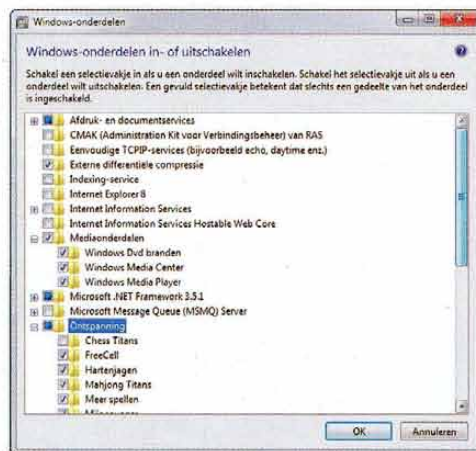 Windows-onderdelen
Windows-onderdelen in- of uitschakelen
Schakel een selectievakje in als u een onderdeel wilt inschakelen. Schakel het selectievakje uit als u een
onderdeel wilt uitschakelen. Een gevuld selectievakje betekent dat slechts een gedeelte van het onderdeel
is ingeschakeld.
Afdruk- en documentservices
CMAK (Administration Kit voor Verbindingsbeheer) van RAS
Eenvoudige TCPIP-services (bijvoorbeeld echo, daytime enz.)
Externe differentiële compressie
Indexing-service
Internet Explorer 8
Internet Information Services
Internet Information Services Hostable Web Core
Mediaonderdelen
Windows Dvd branden
Windows Media Center
Windows Media Player
Microsoft .NET Framework 3.5.1
Microsoft Message Queue (MSMQ) Server
Ontspanning
Chess Titans
FreeCell
Hartenjagen
Mahjong Titans
Meer spellen
OK Annuleren